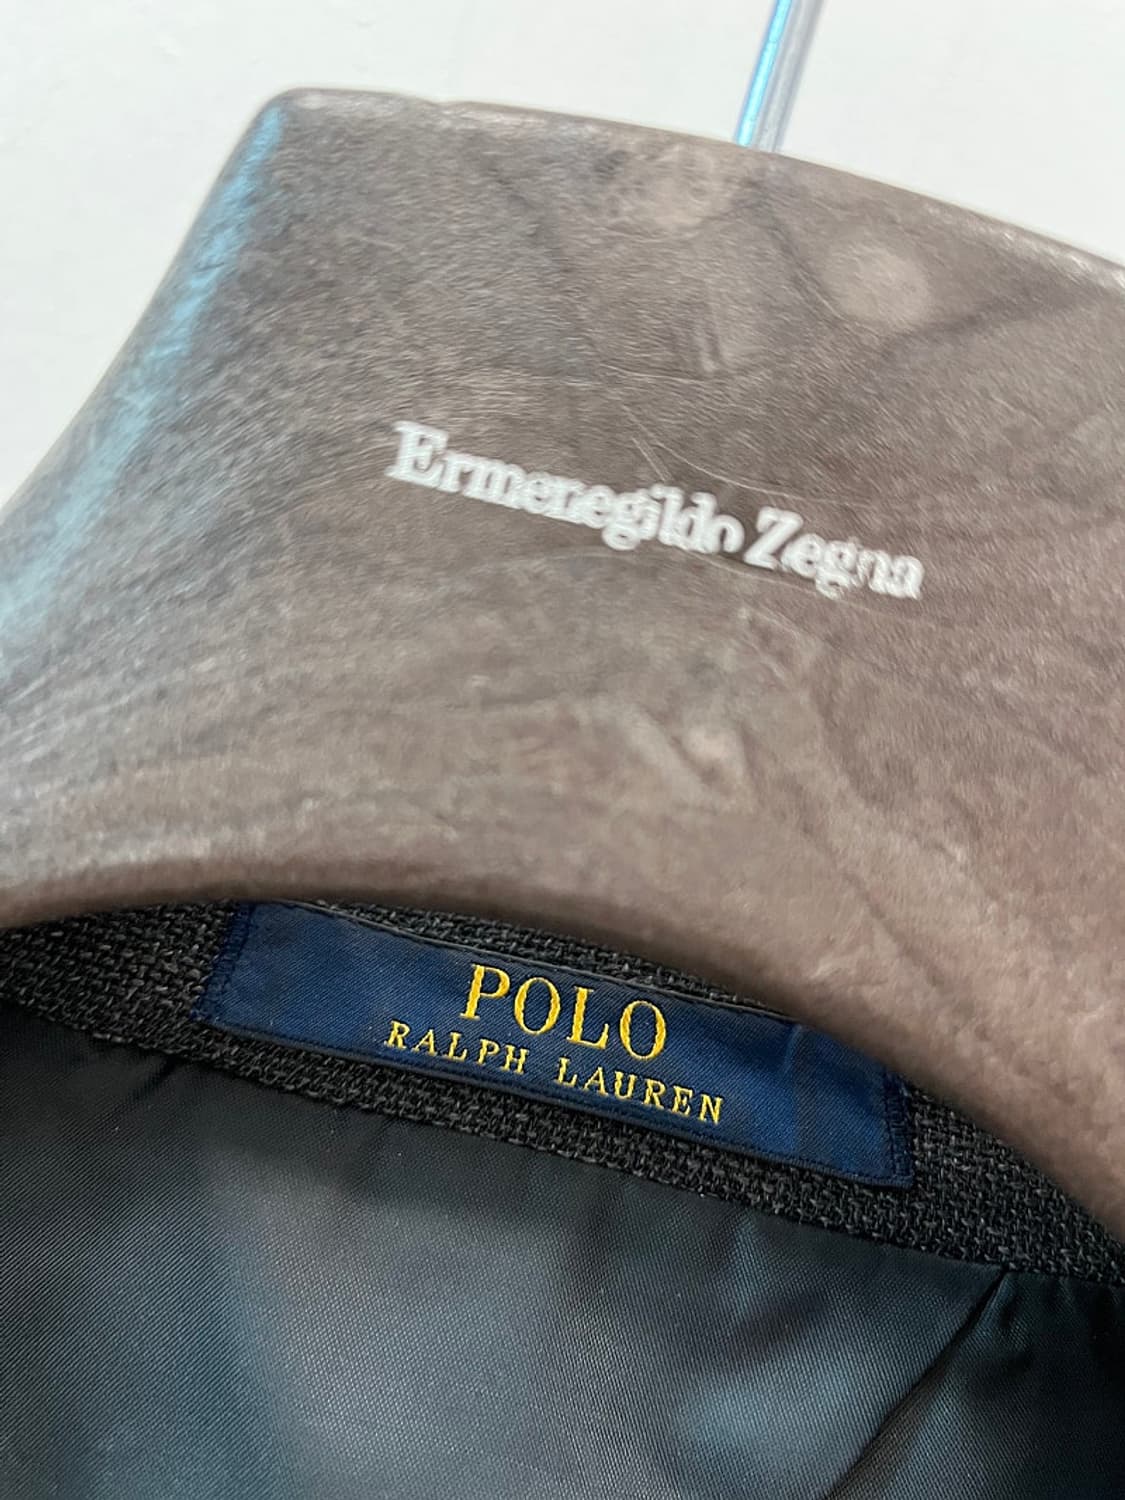 Ermenegildo Zegna
POLO
RALPH LAUREN